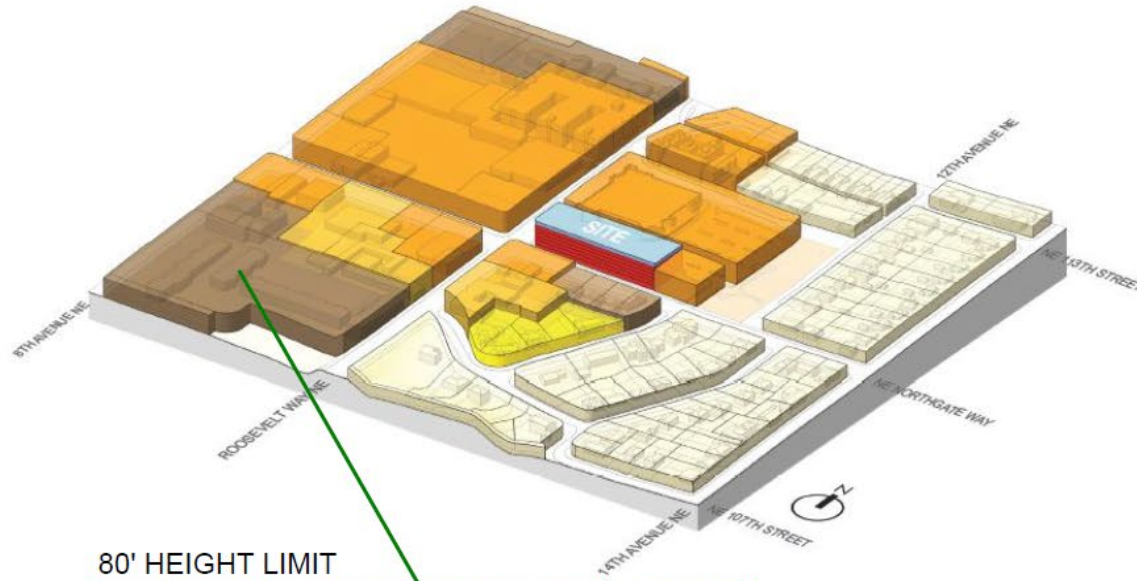 12TH AVENUE NE
SITE
NE 113TH STREET
8TH AVENUE NE
NE NORTHGATE WAY
ROOSEVELT WAY NE
Z
14TH AVENUE NE
NE 107TH STREET
80' HEIGHT LIMIT